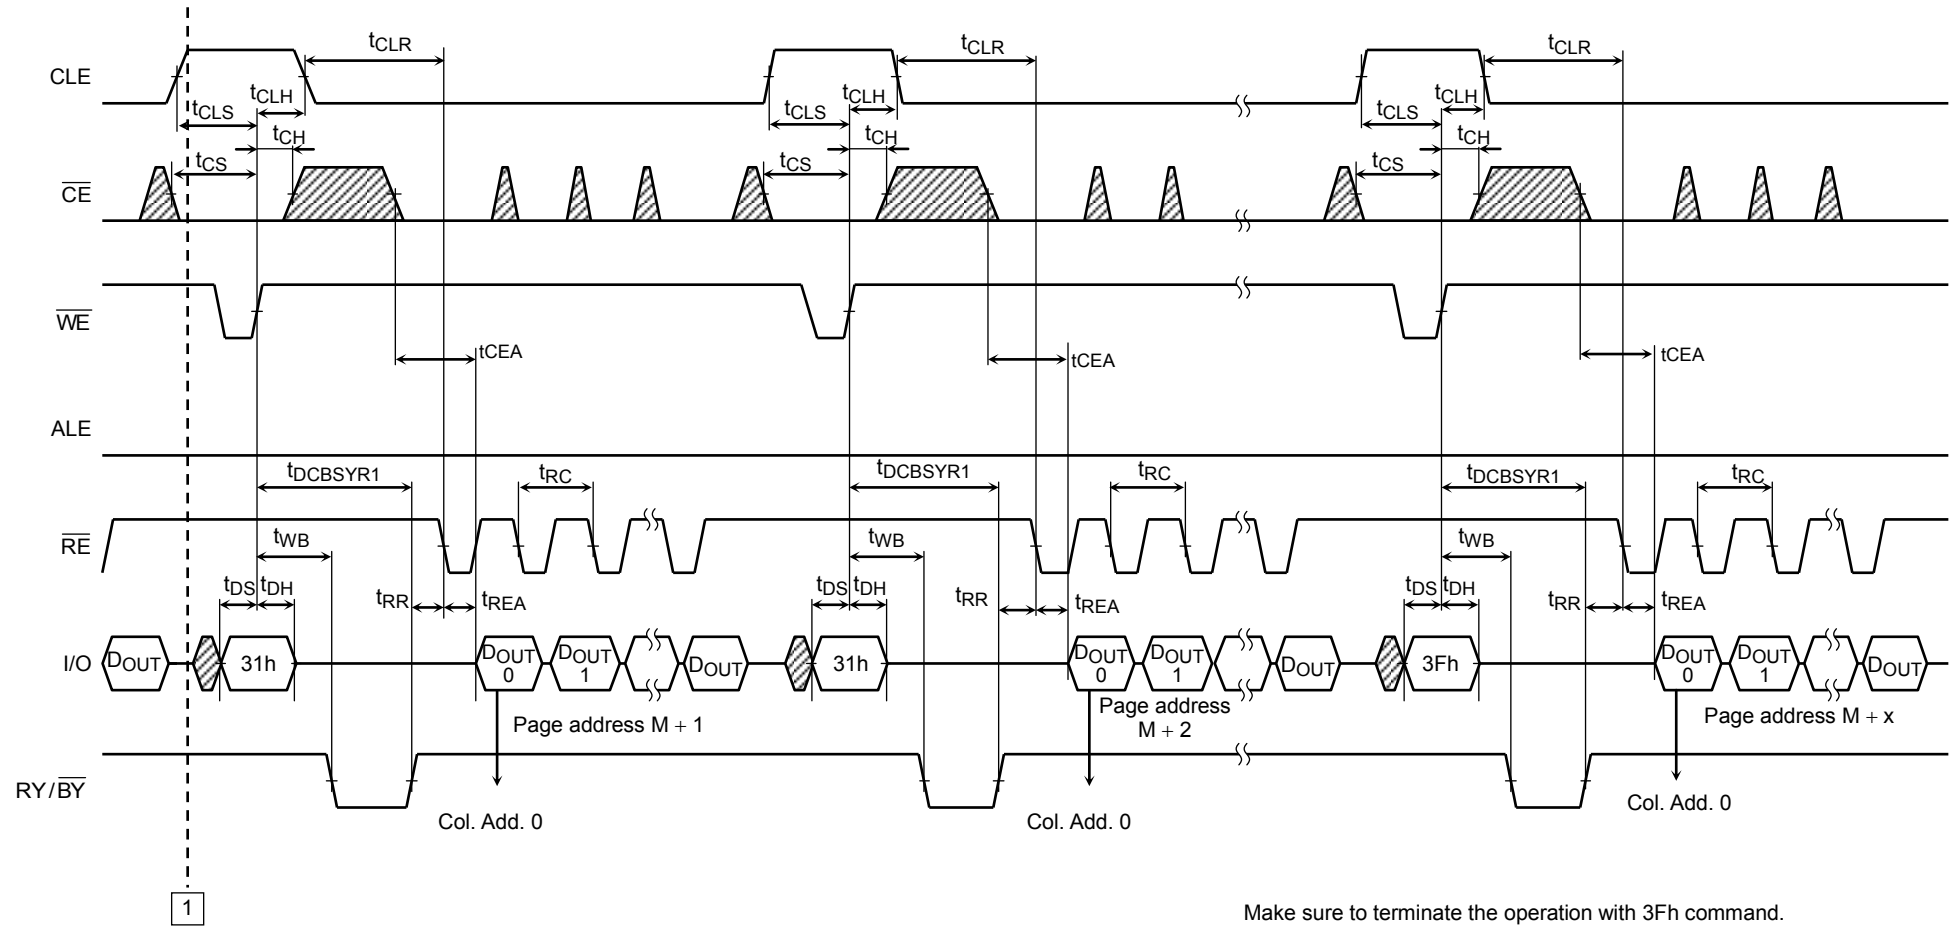 CLE
tCLR
tCLR
tCLR
tCLH
tCLH
tCLH
tCLS
tCLS
tCLS
tCH
tCH
tCH
tCS
tCS
tCS
CE
WE
tCEA
tCEA
tCEA
ALE
tDCBSYR1
tRC
tDCBSYR1
tRC
tDCBSYR1
tRC
RE
tWB
tWB
tWB
tDS tDH
tRR
tREA
tDS tDH
tRR
tREA
tDS tDH
tRR
tREA
I/O
DOUT
31h
DOUT 0
DOUT 1
DOUT
31h
DOUT 0
DOUT 1
DOUT
3Fh
DOUT 0
DOUT 1
DOUT
Page address M + 1
Page address
M + 2
Page address M + x
RY/BY
Col. Add. 0
Col. Add. 0
Col. Add. 0
1
Make sure to terminate the operation with 3Fh command.